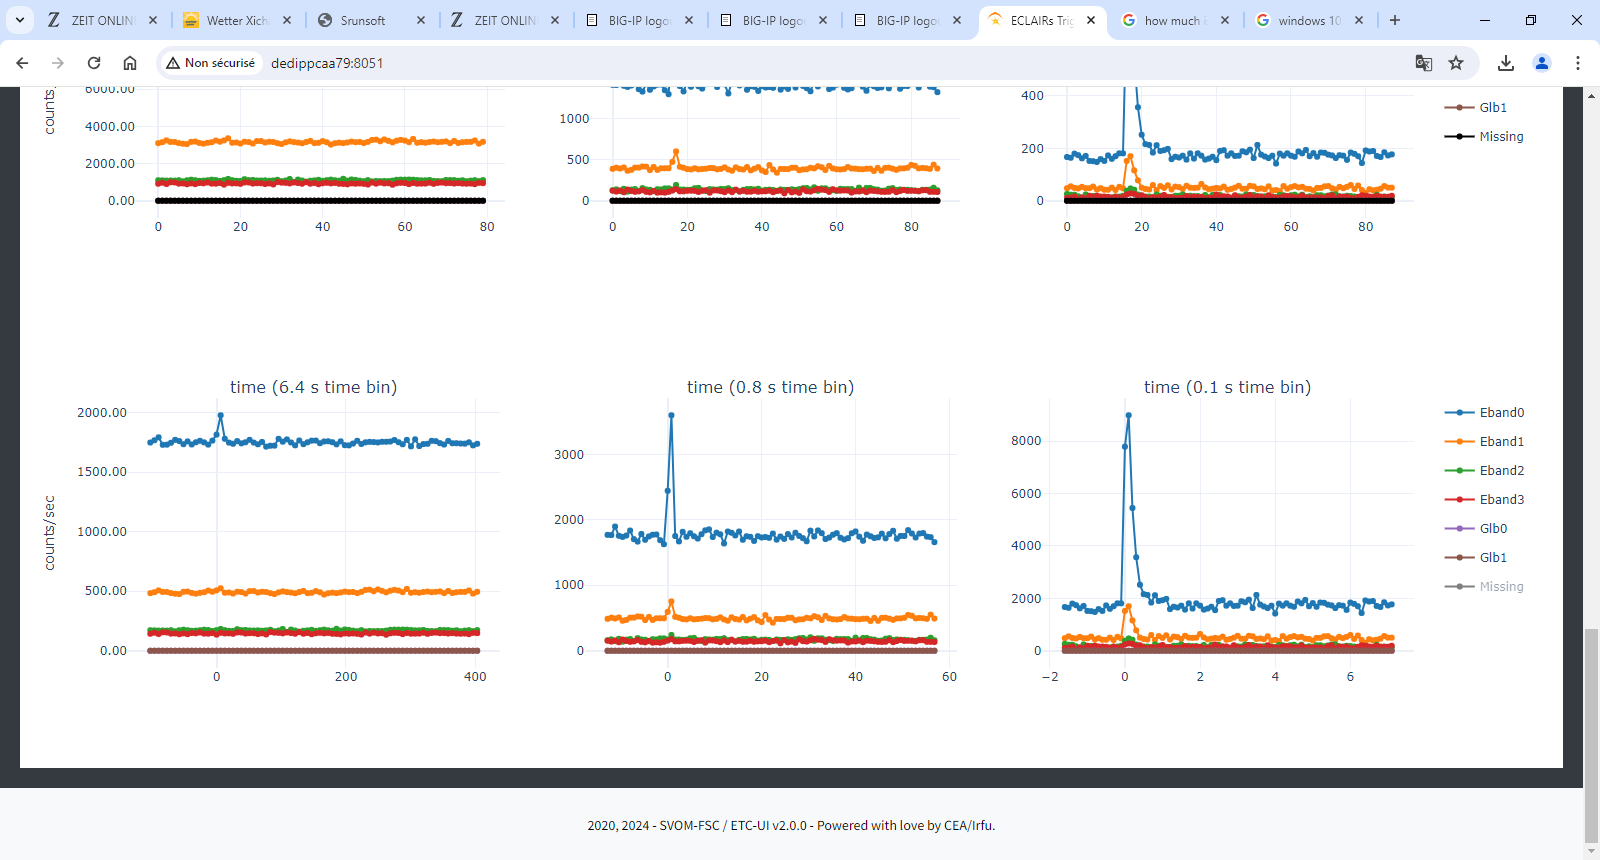 ZEIT ONLIN
Wetter Xich
Srunsoft
ZEIT ONLIN
BIG-IP logo
BIG-IP logo
BIG-IP logo
ECLAIRs Trig
how much
windows 10
Non sécurisé
dedippcaa79:8051
counts
6000.00
4000.00
2000.00
0.00
0 20 40 60 80
1000
500
0
0 20 40 60 80
400
200
0
0 20 40 60 80
Glb1
Missing
time (6.4 s time bin)
time (0.8 s time bin)
time (0.1 s time bin)
counts/sec
2000.00
1500.00
1000.00
500.00
0.00
0 200 400
3000
2000
1000
0
0 20 40 60
8000
6000
4000
2000
0
−2 0 2 4 6
Eband0
Eband1
Eband2
Eband3
Glb0
Glb1
Missing
2020, 2024 - SVOM-FSC / ETC-UI v2.0.0 - Powered with love by CEA/Irfu.